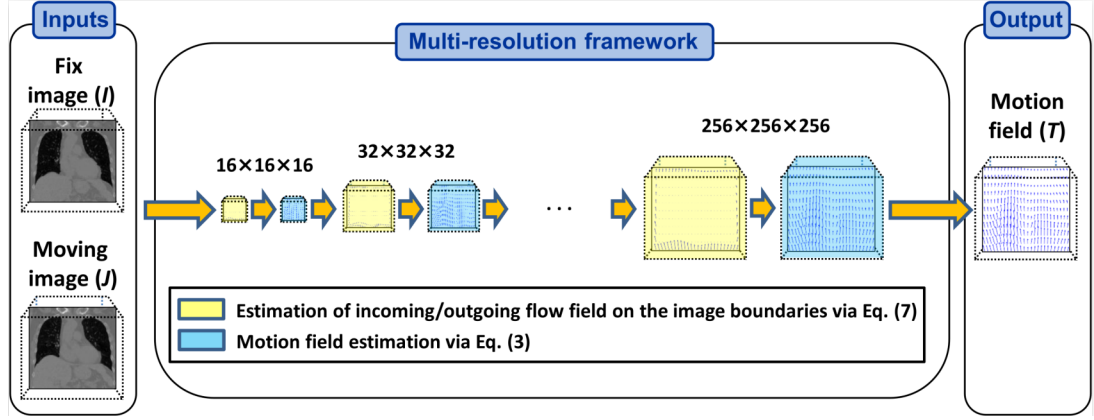 Inputs
Fix
image (I)
Moving
image (J)
Multi-resolution framework
16×16×16
32×32×32
...
256×256×256
Estimation of incoming/outgoing flow field on the image boundaries via Eq. (7)
Motion field estimation via Eq. (3)
Output
Motion
field (T)